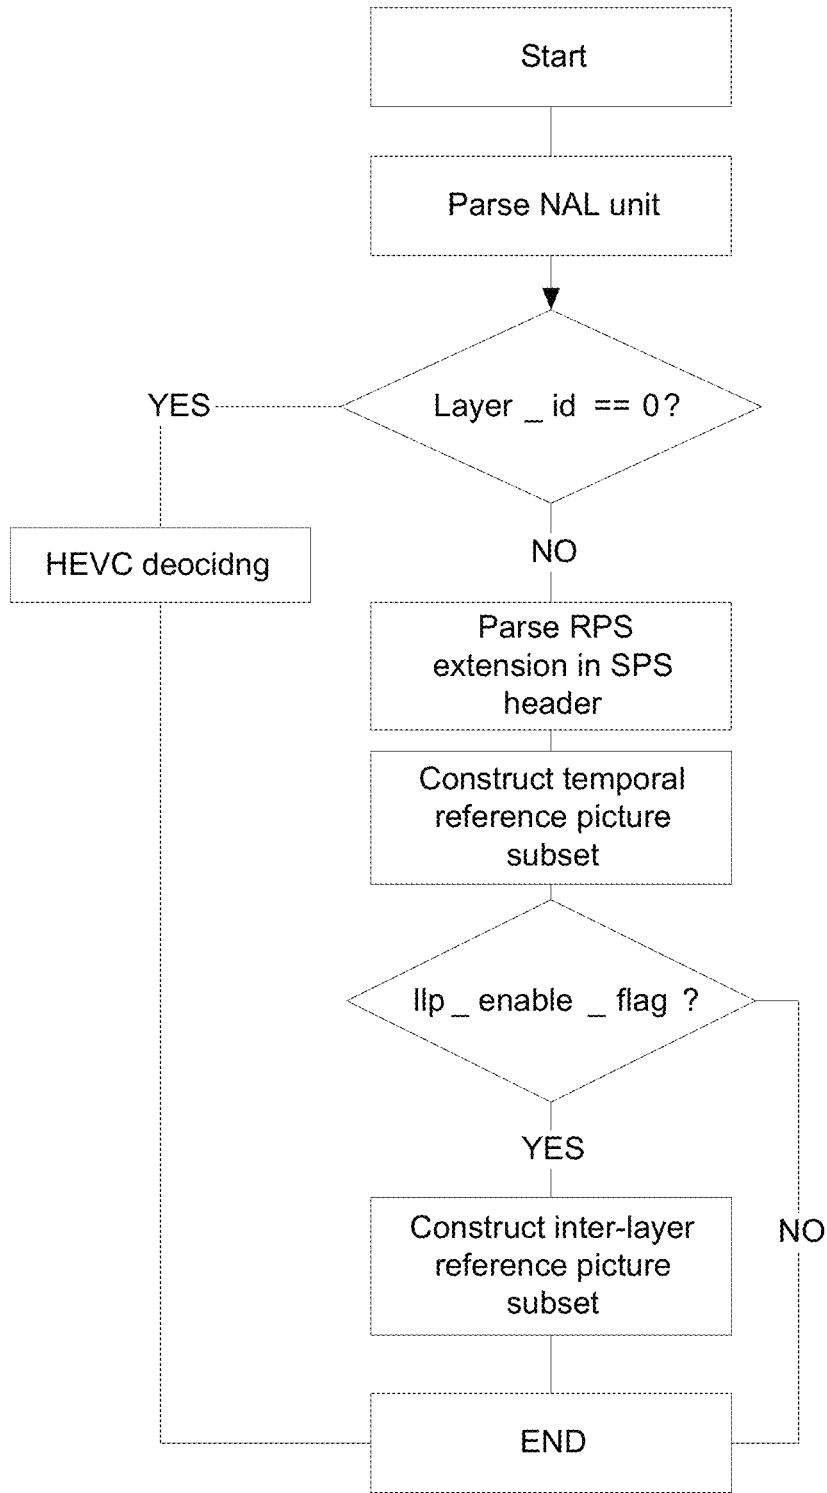 Start
Parse NAL unit
Layer _ id == 0?
YES
NO
HEVC deocidng
Parse RPS
extension in SPS
header
Construct temporal
reference picture
subset
llp _ enable _ flag ?
YES
NO
Construct inter-layer
reference picture
subset
END